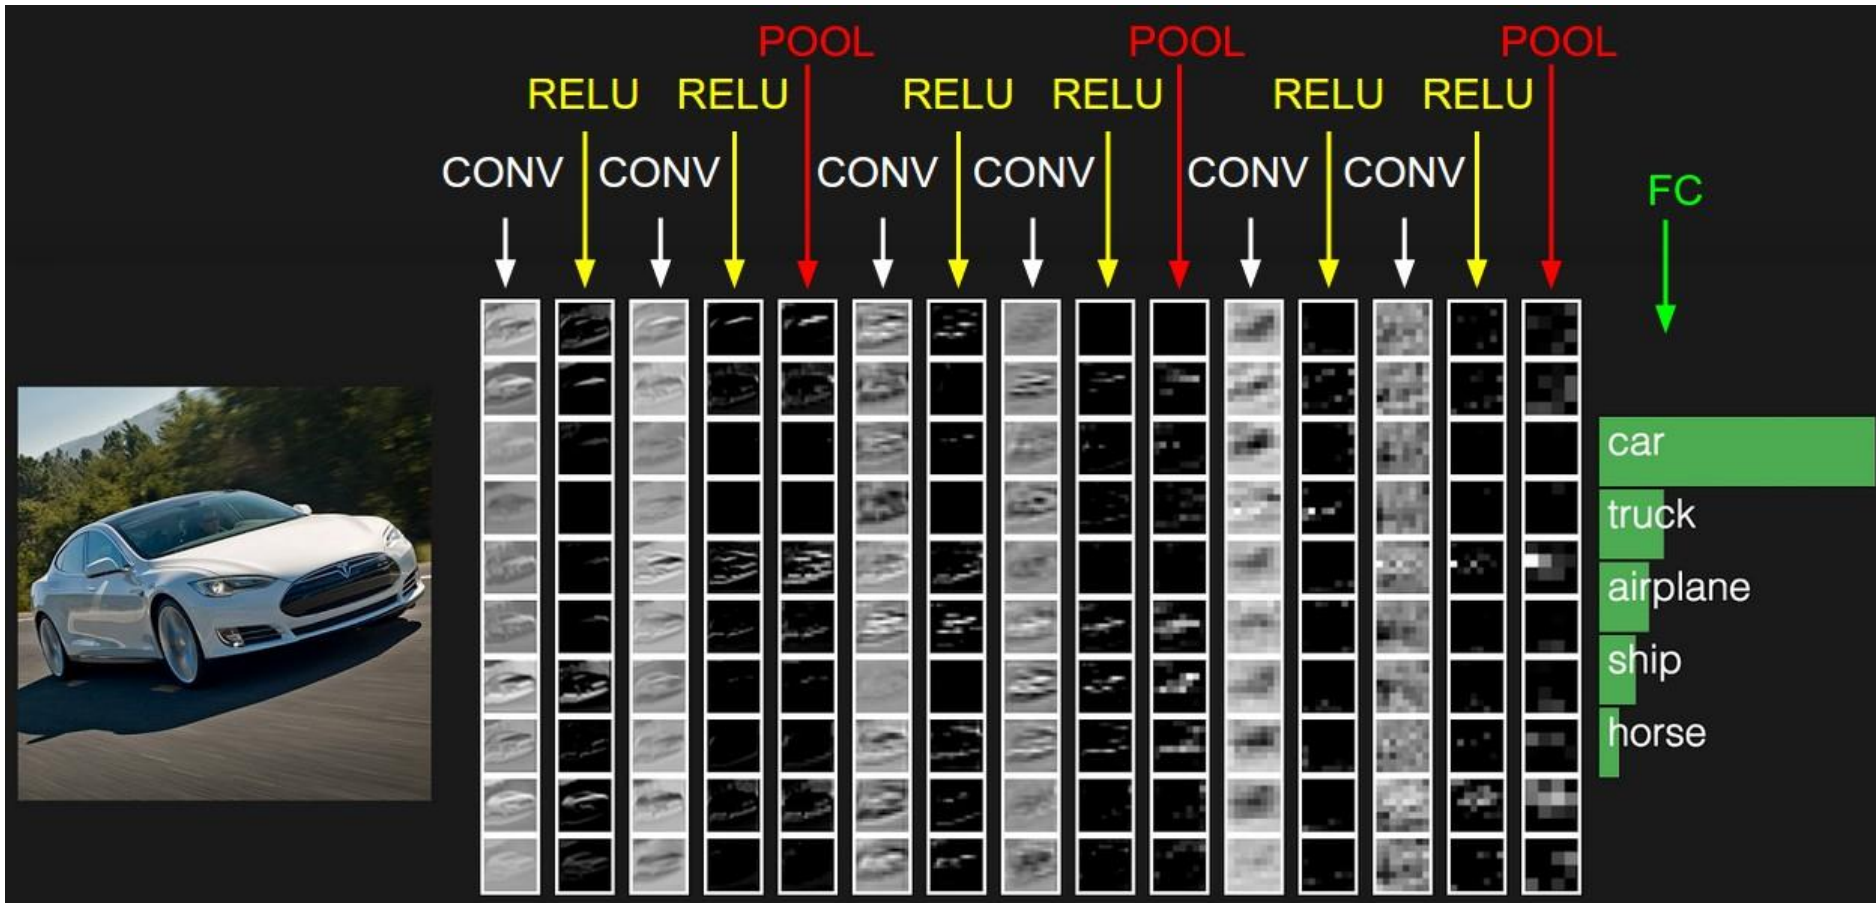 POOL POOL POOL
RELU RELU RELU RELU RELU RELU
CONV CONV CONV CONV CONV CONV
FC
car
truck
airplane
ship
horse